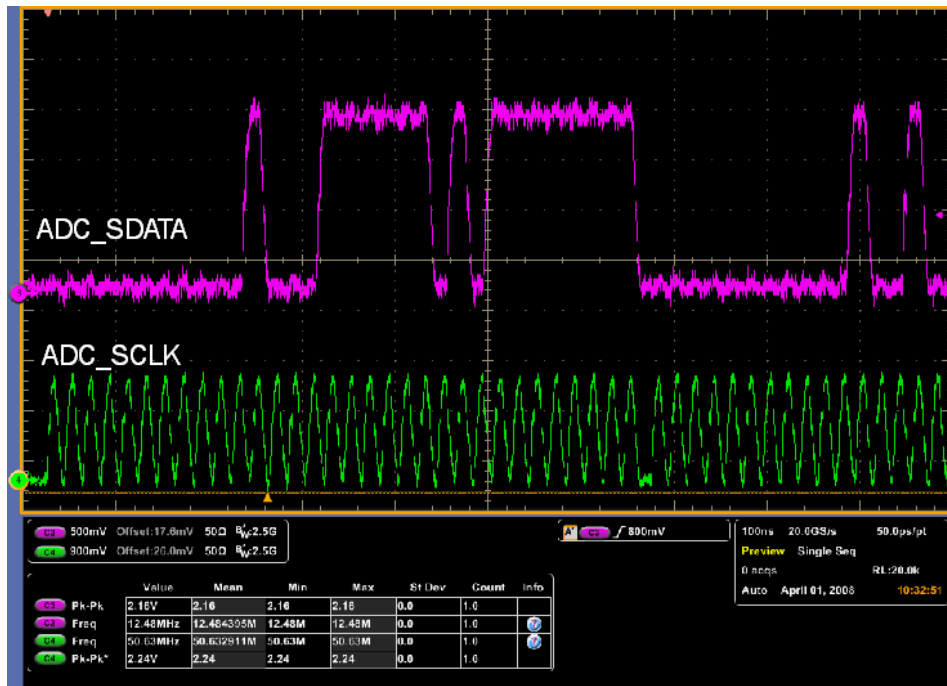 ADC_SDATA
ADC_SCLK
C3 500mV Offset:17.6mV 50Ω BW:2.5G
C4 900mV Offset:26.0mV 50Ω BW:2.5G
A' C3 800mV
100ns 20.0GS/s 50.0ps/pt
Preview Single Seq
0 acqs RL:20.0k
Auto April 01, 2008 10:32:51
Value Mean Min Max St Dev Count Info
C3 Pk-Pk 2.16V 2.16 2.16 2.16 0.0 1.0
C3 Freq 12.48MHz 12.484395M 12.48M 12.48M 0.0 1.0
C4 Freq 50.63MHz 50.632911M 50.63M 50.63M 0.0 1.0
C4 Pk-Pk* 2.24V 2.24 2.24 2.24 0.0 1.0